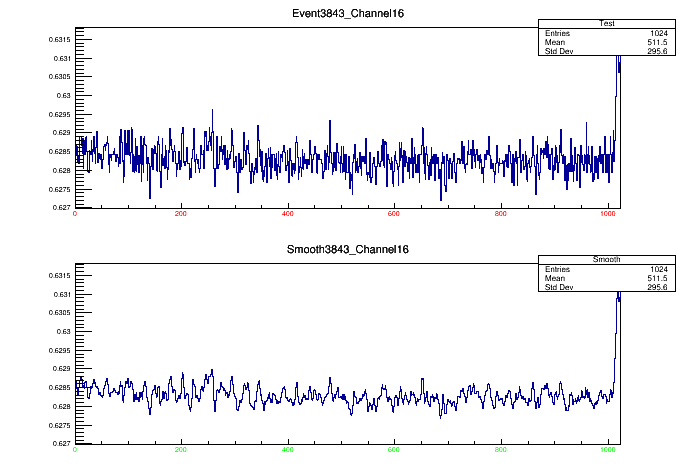 Event3843_Channel16
Test
Entries 1024
Mean 511.5
Std Dev 295.6
0.6315
0.631
0.6305
0.63
0.6295
0.629
0.6285
0.628
0.6275
0.627
0 200 400 600 800 1000
Smooth3843_Channel16
Smooth
Entries 1024
Mean 511.5
Std Dev 295.6
0.6315
0.631
0.6305
0.63
0.6295
0.629
0.6285
0.628
0.6275
0.627
0 200 400 600 800 1000